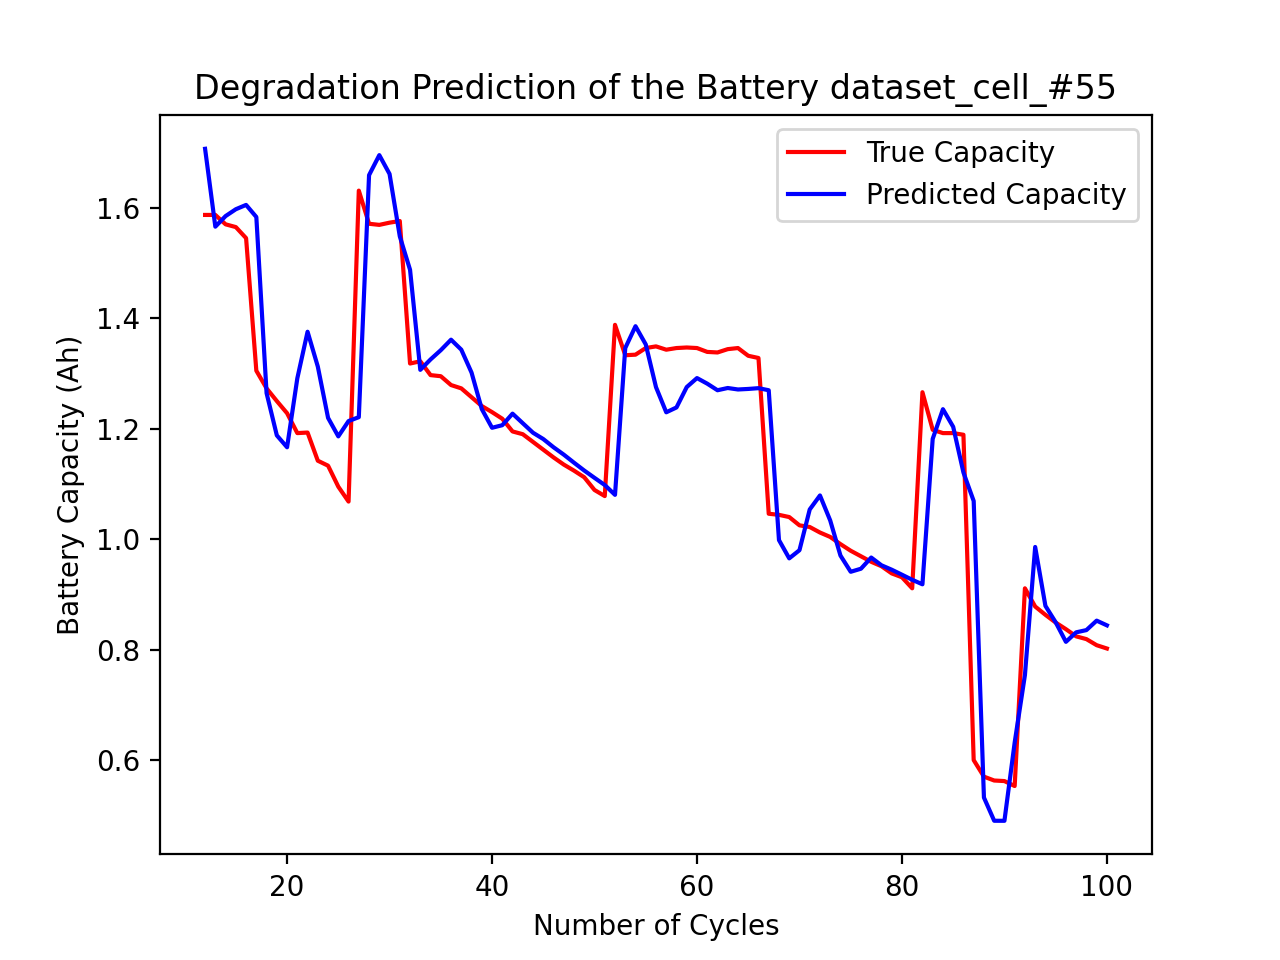 Degradation Prediction of the Battery dataset_cell_#55
True Capacity
Predicted Capacity
Battery Capacity (Ah)
1.6
1.4
1.2
1.0
0.8
0.6
20 40 60 80 100
Number of Cycles